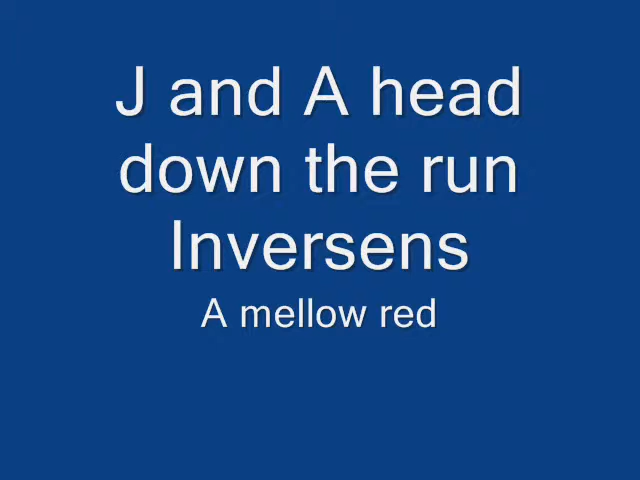 J and A head
down the run
Inversens
A mellow red